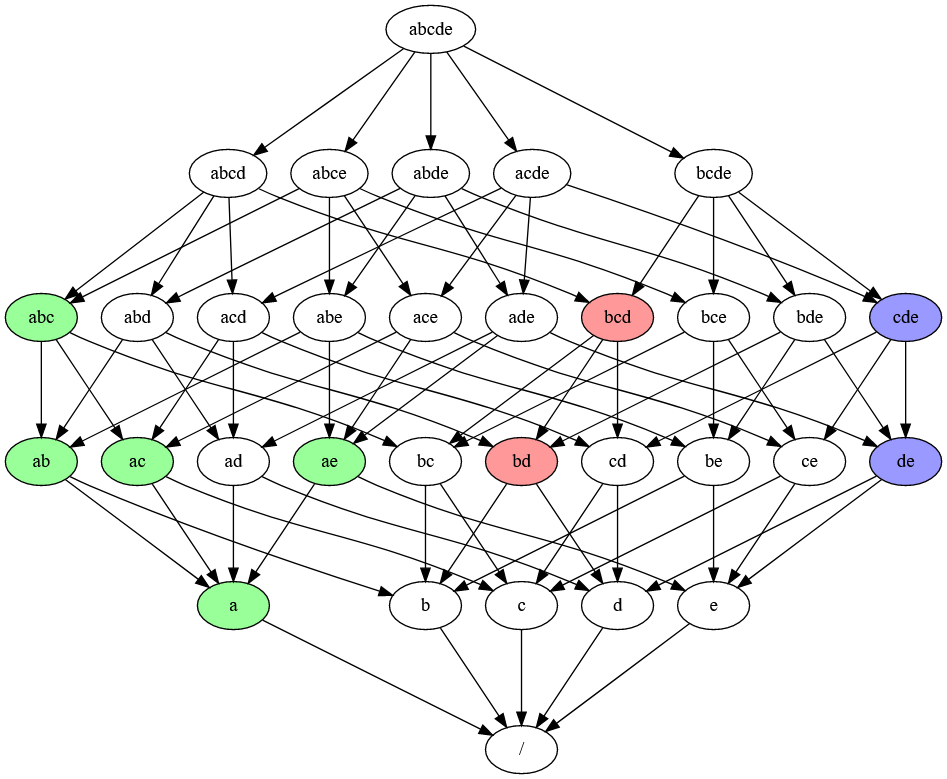 abcde
abcd abce abde acde bcde
abc abd acd abe ace ade bcd bce bde cde
ab ac ad ae bc bd cd be ce de
a b c d e
/